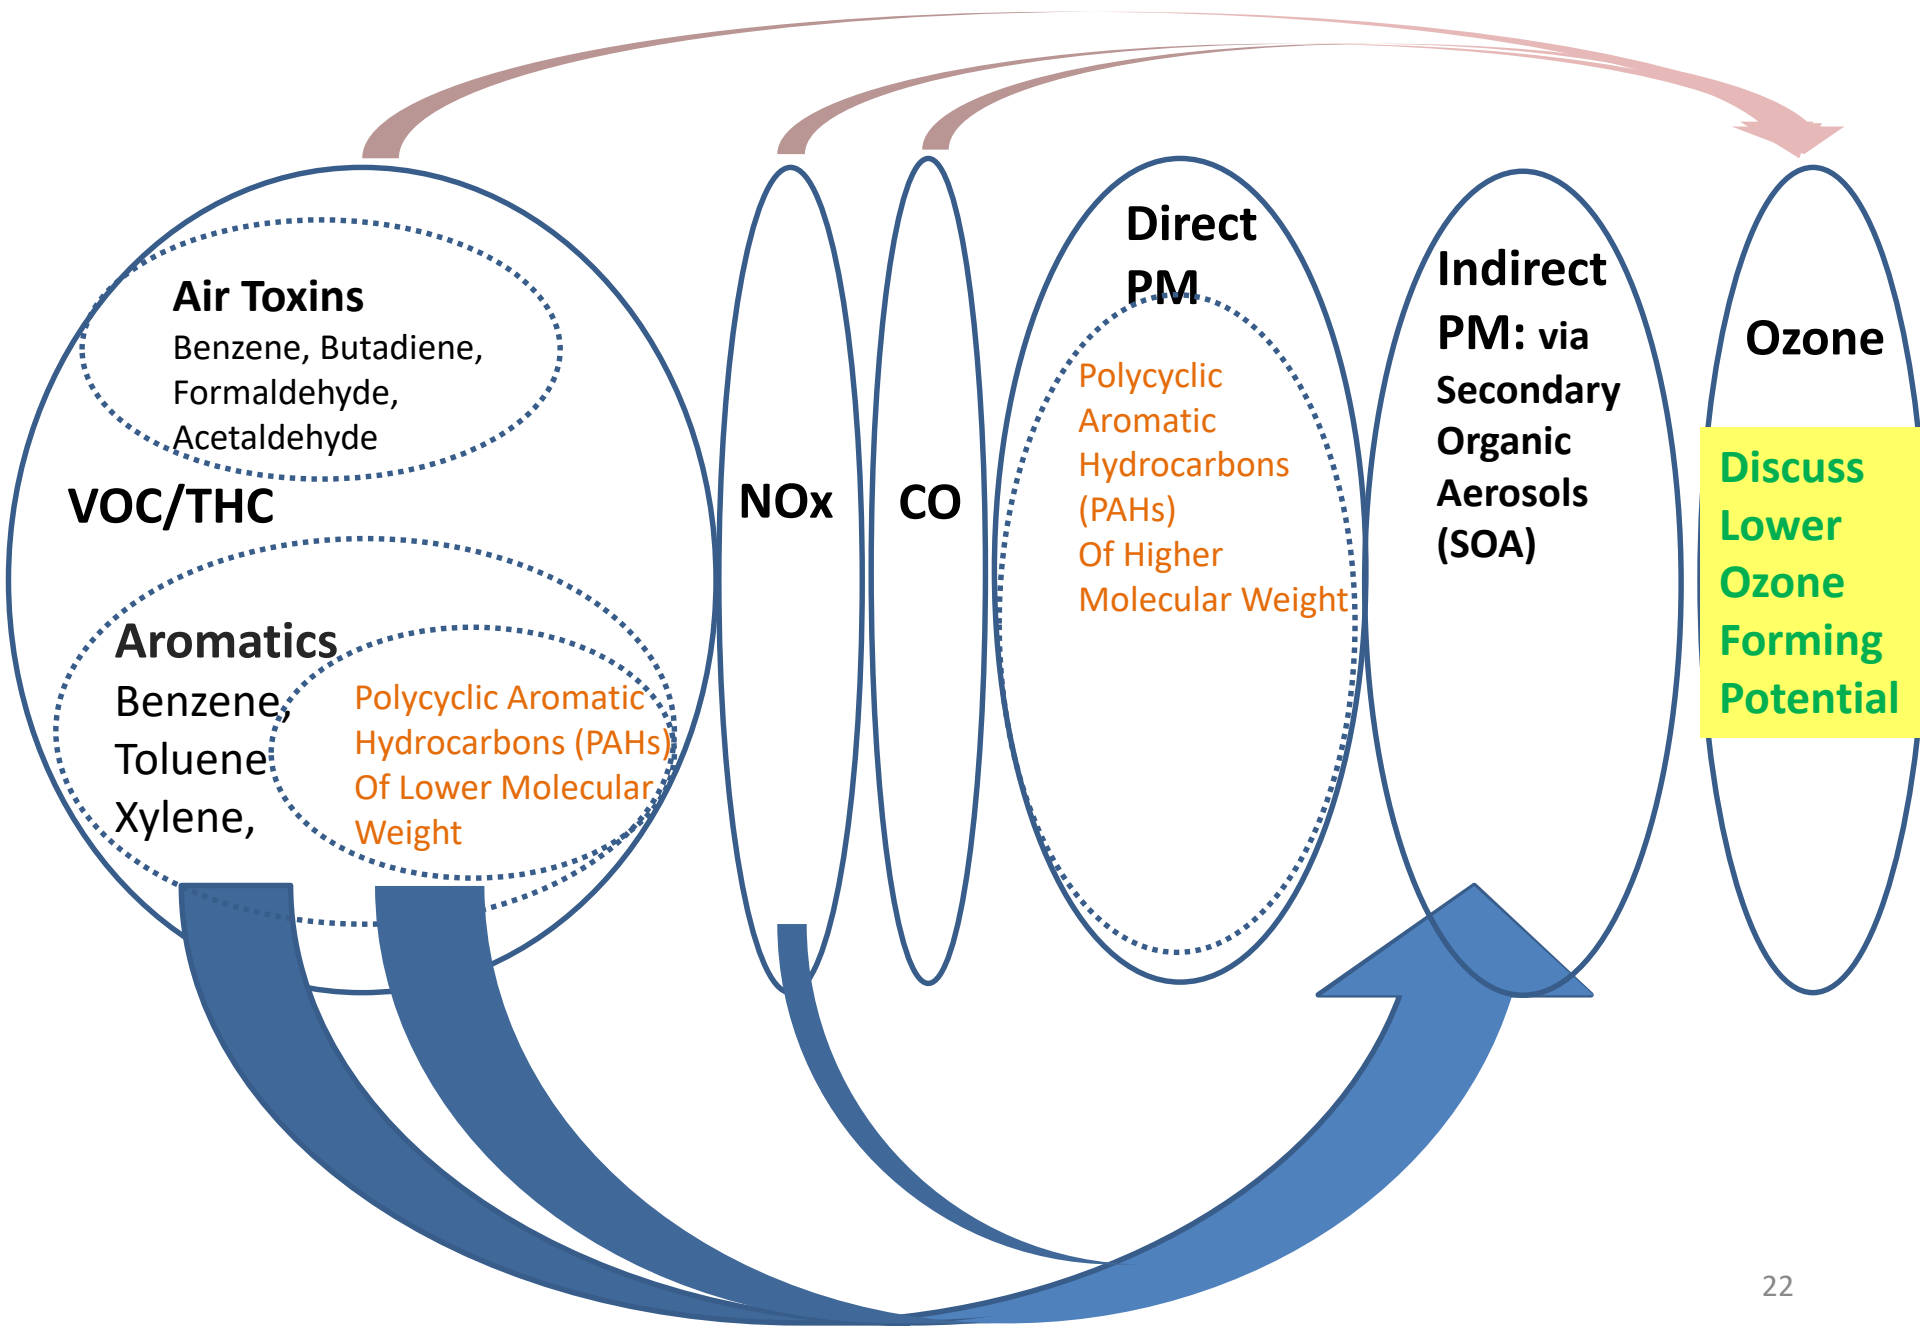 Air Toxins
Benzene, Butadiene,
Formaldehyde,
Acetaldehyde
VOC/THC
Aromatics
Benzene,
Toluene
Xylene,
Polycyclic Aromatic
Hydrocarbons (PAHs)
Of Lower Molecular
Weight
NOx
CO
Direct
PM
Polycyclic
Aromatic
Hydrocarbons
(PAHs)
Of Higher
Molecular Weight
Indirect
PM: via
Secondary
Organic
Aerosols
(SOA)
Ozone
Discuss
Lower
Ozone
Forming
Potential
22